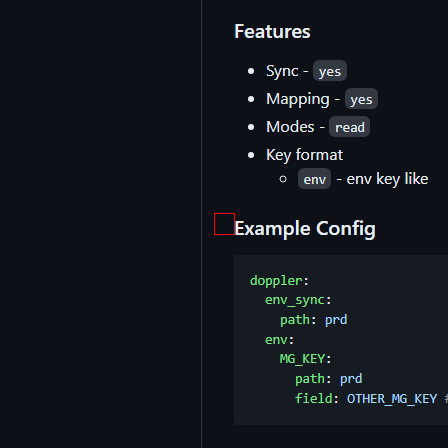 Features
Sync - yes
Mapping - yes
Modes - read
Key format
env - env key like
Example Config
doppler:
env_sync:
path: prd
env:
MG_KEY:
path: prd
field: OTHER_MG_KEY #